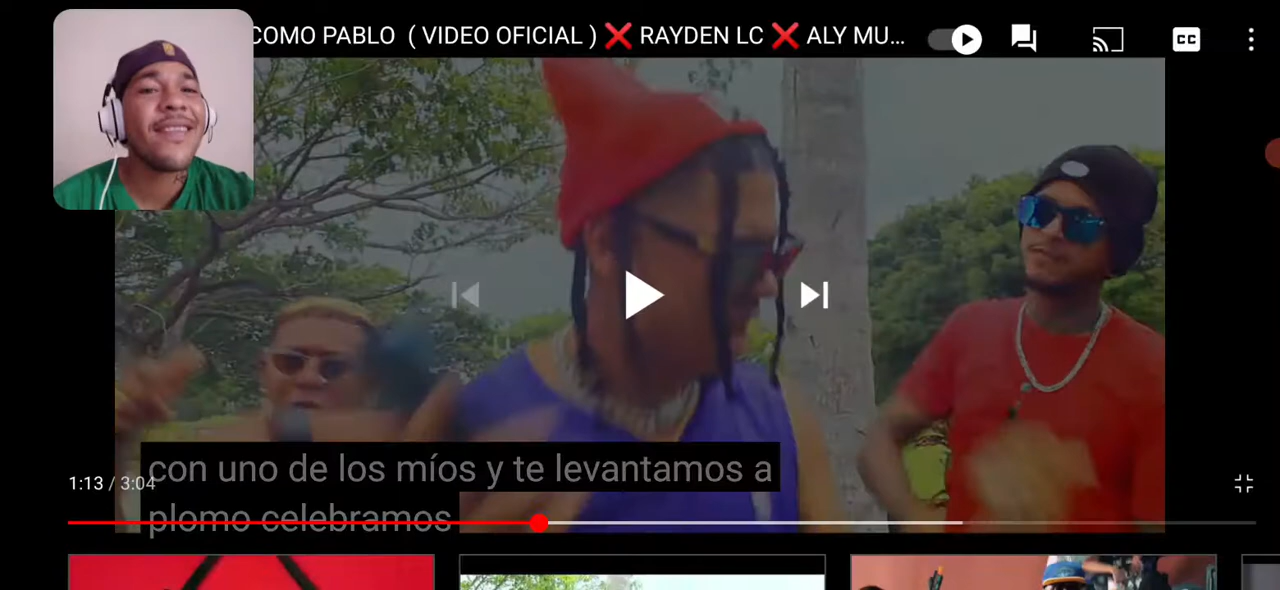 COMO PABLO ( VIDEO OFICIAL ) ❌ RAYDEN LC ❌ ALY MU...
CC
con uno de los míos y te levantamos a
plomo celebramos
1:13 / 3:04